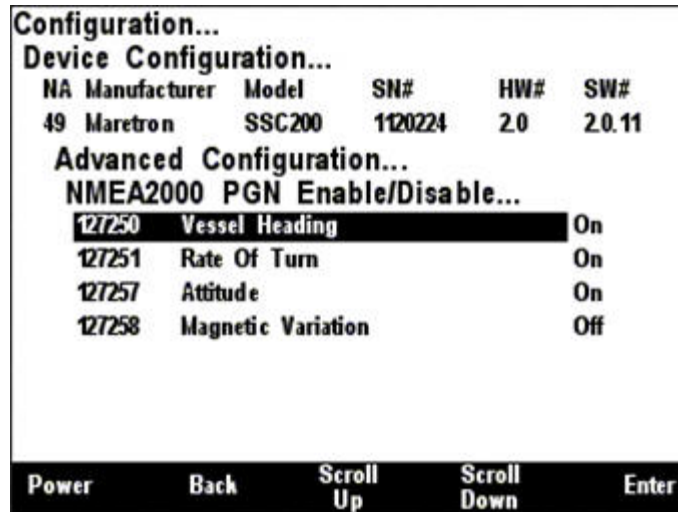 Configuration...
Device Configuration...
NA Manufacturer Model SN# HW# SW#
49 Maretron SSC200 1120224 2.0 2.0.11
Advanced Configuration...
NMEA2000 PGN Enable/Disable...
127250 Vessel Heading On
127251 Rate Of Turn On
127257 Attitude On
127258 Magnetic Variation Off
Power Back Scroll Up Scroll Down Enter